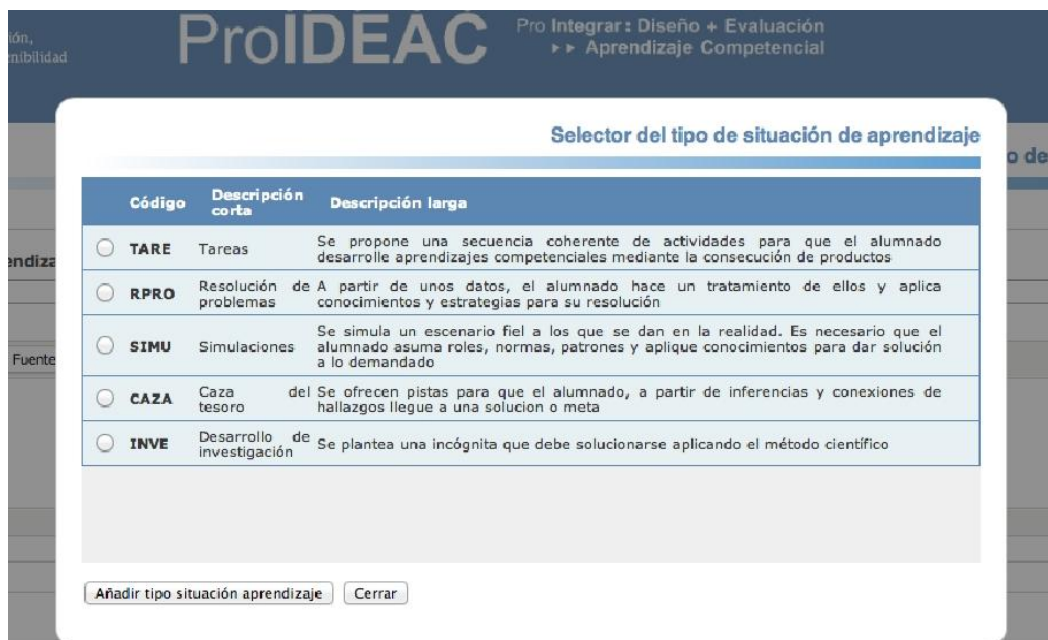 ión,
enibilidad
ProIDEAC
Pro Integrar: Diseño + Evaluación
▸▸ Aprendizaje Competencial
Selector del tipo de situación de aprendizaje
o de
Código
Descripción
corta
Descripción larga
TARE
Tareas
Se propone una secuencia coherente de actividades para que el alumnado
desarrolle aprendizajes competenciales mediante la consecución de productos
endiza
RPRO
Resolución de
problemas
A partir de unos datos, el alumnado hace un tratamiento de ellos y aplica
conocimientos y estrategias para su resolución
SIMU
Simulaciones
Se simula un escenario fiel a los que se dan en la realidad. Es necesario que el
alumnado asuma roles, normas, patrones y aplique conocimientos para dar solución
a lo demandado
Fuente
CAZA
Caza del
tesoro
Se ofrecen pistas para que el alumnado, a partir de inferencias y conexiones de
hallazgos llegue a una solucion o meta
INVE
Desarrollo de
investigación
Se plantea una incógnita que debe solucionarse aplicando el método científico
Añadir tipo situación aprendizaje
Cerrar